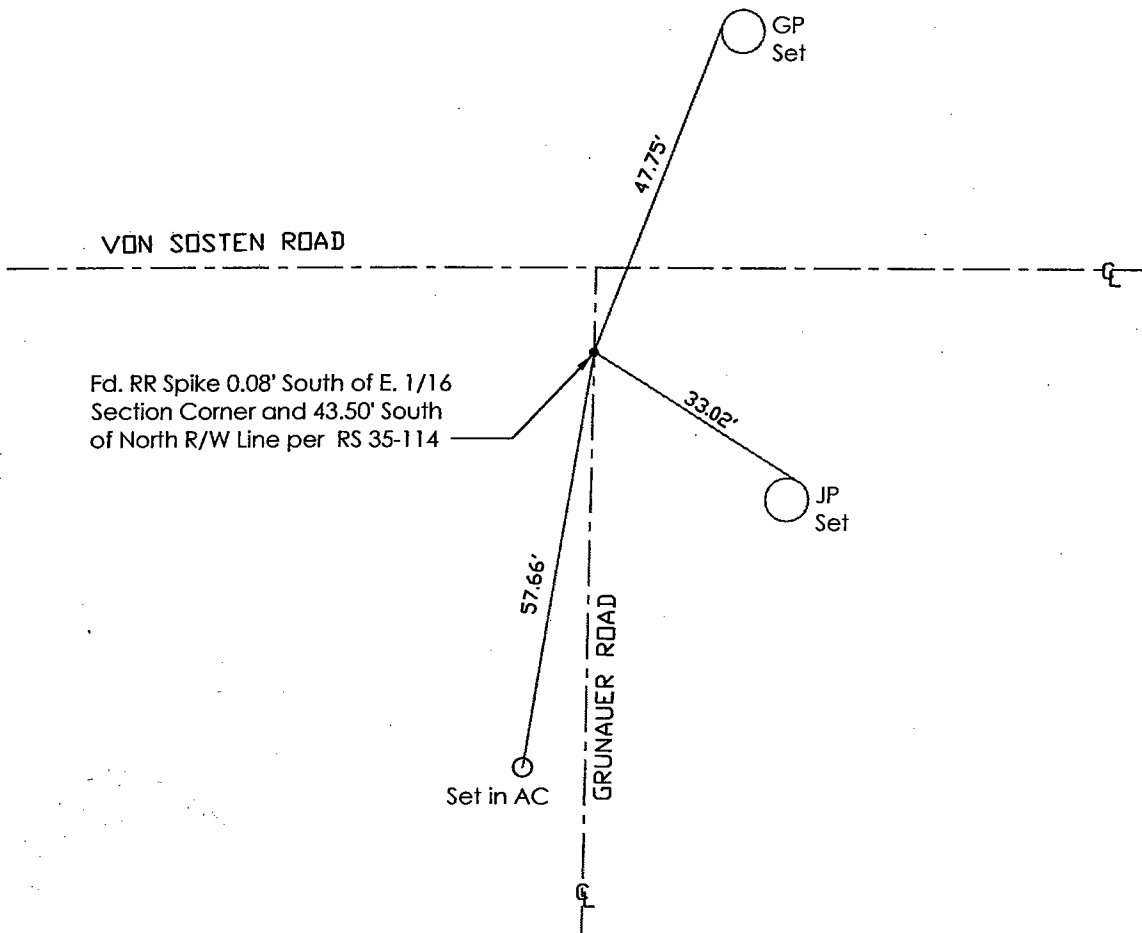 GP
Set
47.75'
VON SOSTEN ROAD
CL
Fd. RR Spike 0.08' South of E. 1/16
Section Corner and 43.50' South
of North R/W Line per RS 35-114
33.02'
JP
Set
57.66'
GRUNAUER ROAD
Set in AC
CL